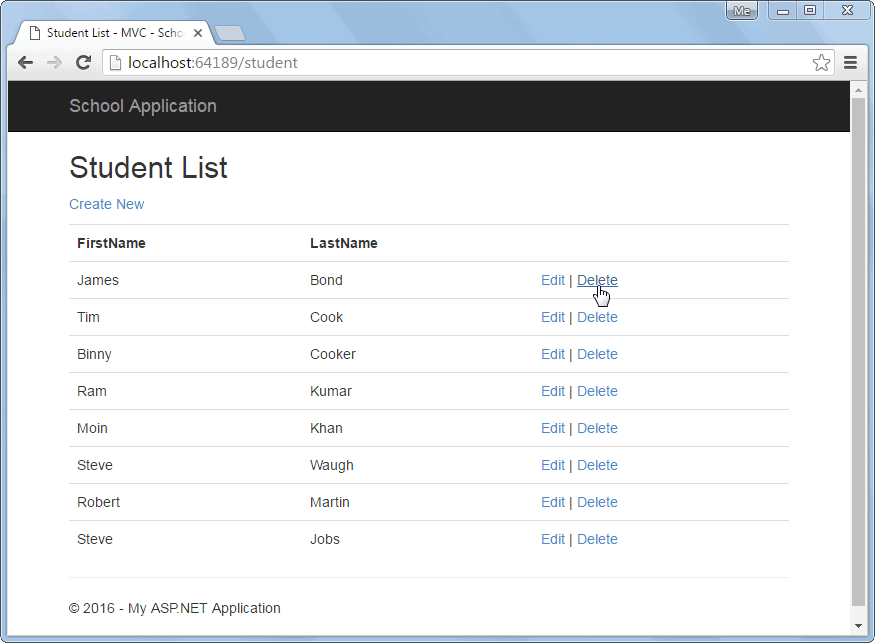 Me
Student List - MVC - Scho
localhost:64189/student
School Application
Student List
Create New
FirstName LastName
James Bond Edit | Delete
Tim Cook Edit | Delete
Binny Cooker Edit | Delete
Ram Kumar Edit | Delete
Moin Khan Edit | Delete
Steve Waugh Edit | Delete
Robert Martin Edit | Delete
Steve Jobs Edit | Delete
© 2016 - My ASP.NET Application